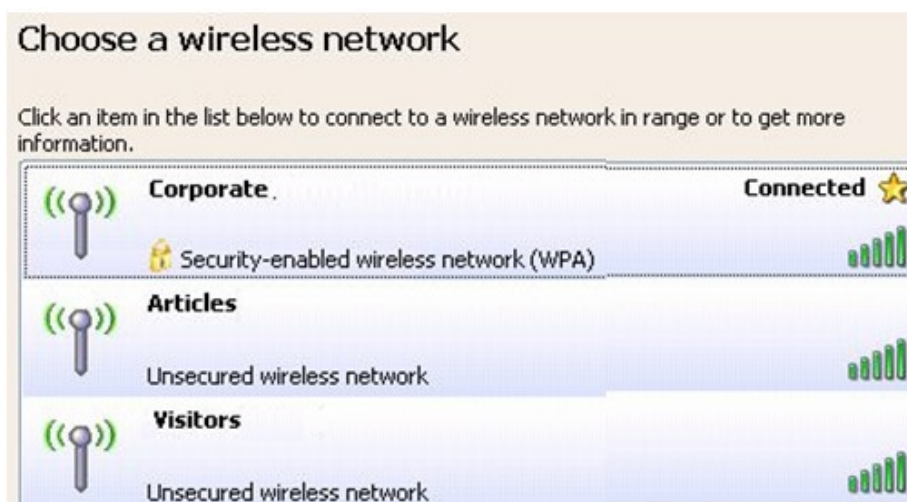 Choose a wireless network
Click an item in the list below to connect to a wireless network in range or to get more
information.
Corporate
Connected
Security-enabled wireless network (WPA)
Articles
Unsecured wireless network
Visitors
Unsecured wireless network